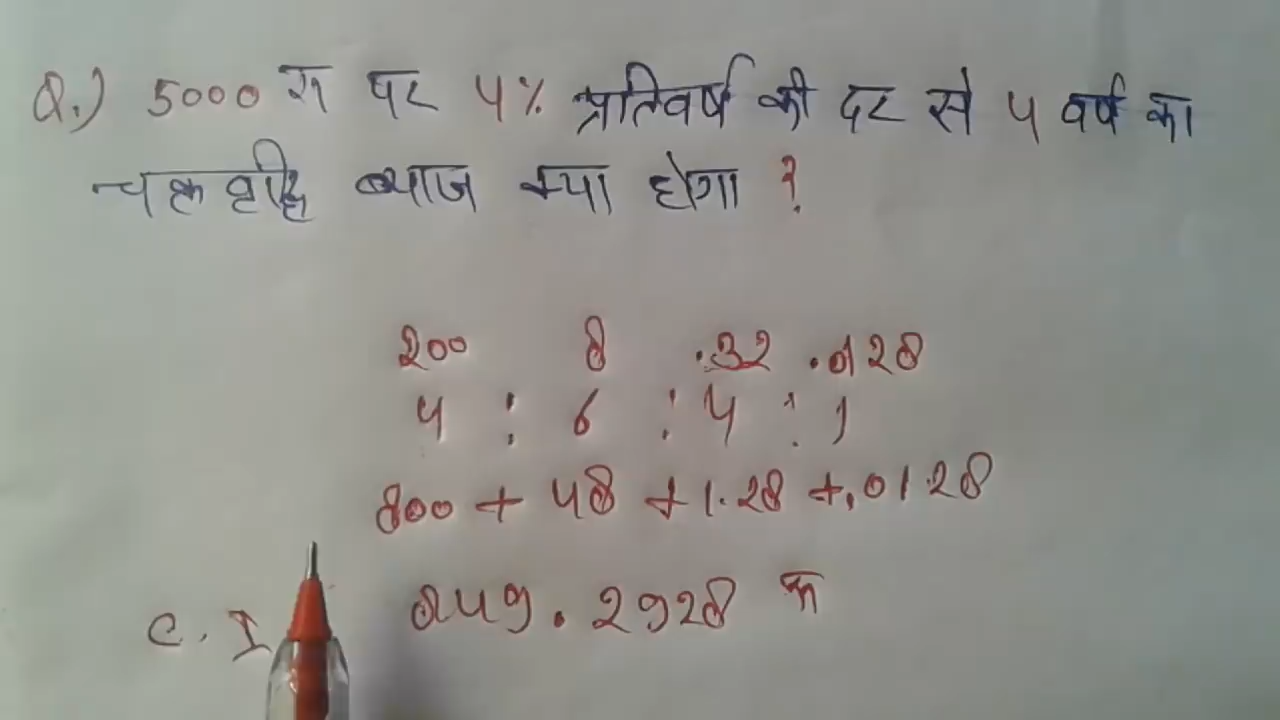 Q.) 5000 रु पर 4% प्रतिवर्ष की दर से 4 वर्ष का
चक्रवृद्धि ब्याज क्या होगा ?
200 8 .32 .0128
4 : 6 : 4 : 1
800 + 48 + 1.28 + .0128
C. I 849.2928 रु